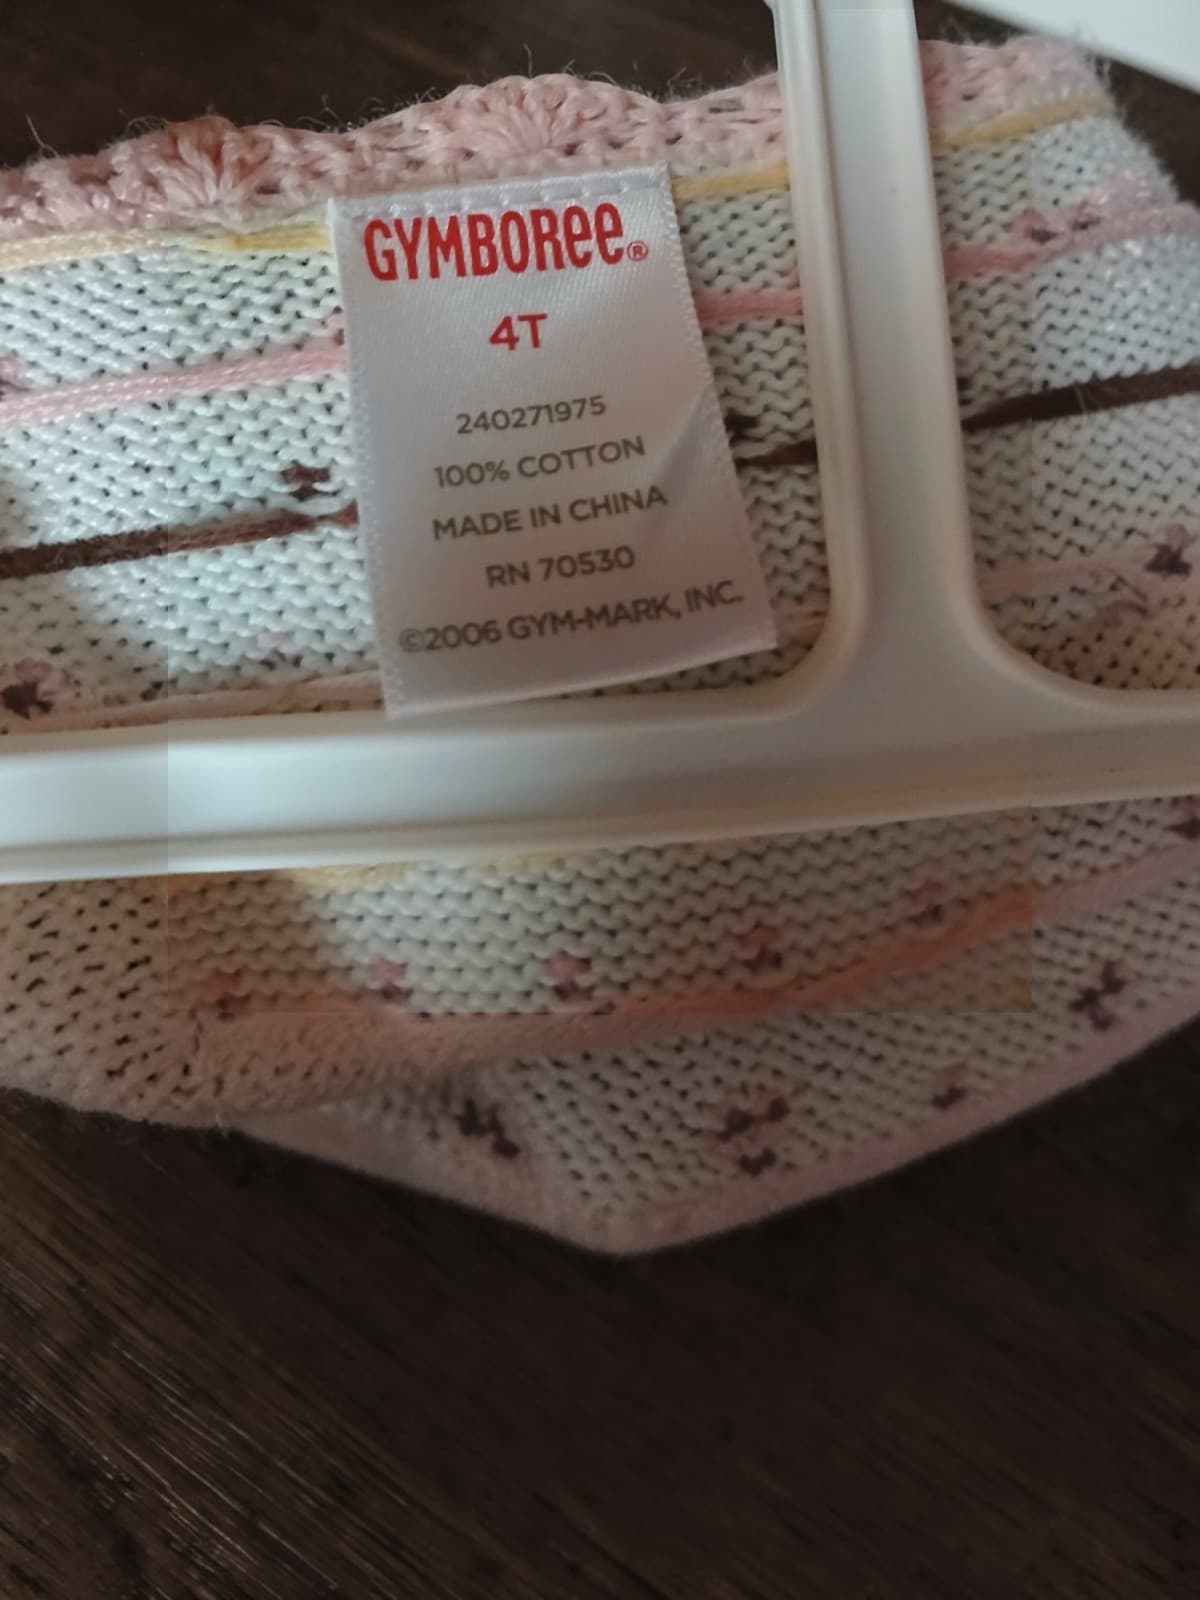 GYMBORee®
4T
240271975
100% COTTON
MADE IN CHINA
RN 70530
©2006 GYM-MARK, INC.